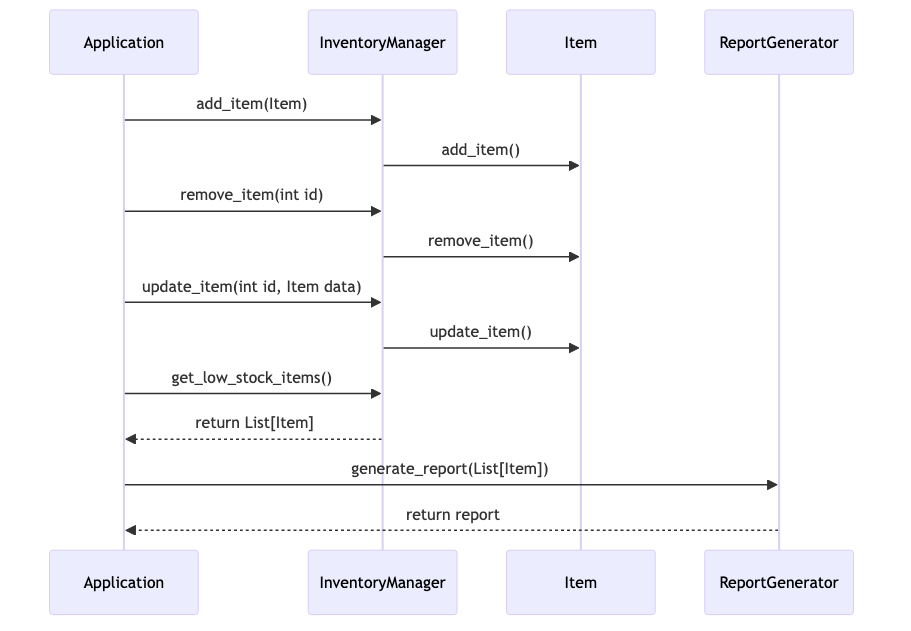 Application
InventoryManager
Item
ReportGenerator
add_item(Item)
add_item()
remove_item(int id)
remove_item()
update_item(int id, Item data)
update_item()
get_low_stock_items()
return List[Item]
generate_report(List[Item])
return report
Application
InventoryManager
Item
ReportGenerator